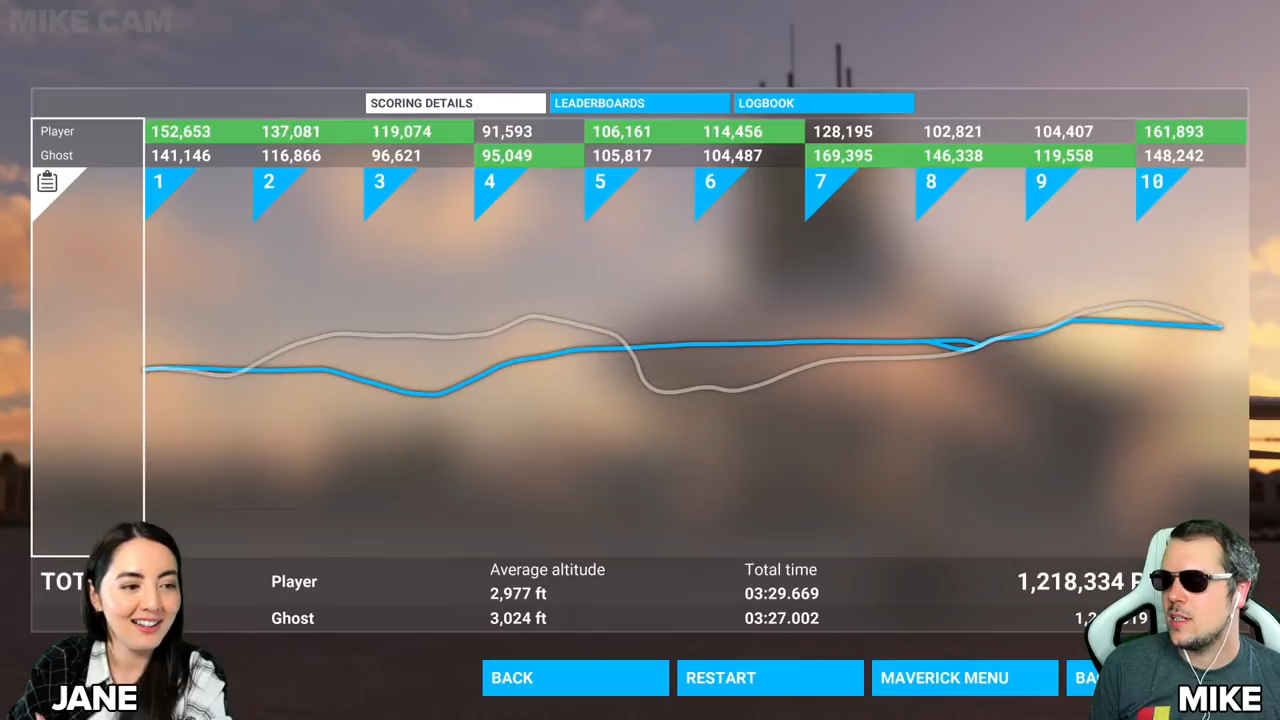 MIKE CAM
SCORING DETAILS LEADERBOARDS LOGBOOK
Player 152,653 137,081 119,074 91,593 106,161 114,456 128,195 102,821 104,407 161,893
Ghost 141,146 116,866 96,621 95,049 105,817 104,487 169,395 146,338 119,558 148,242
1 2 3 4 5 6 7 8 9 10
Average altitude Total time
TOT Player 2,977 ft 03:29.669 1,218,334
Ghost 3,024 ft 03:27.002
BACK RESTART MAVERICK MENU
JANE MIKE